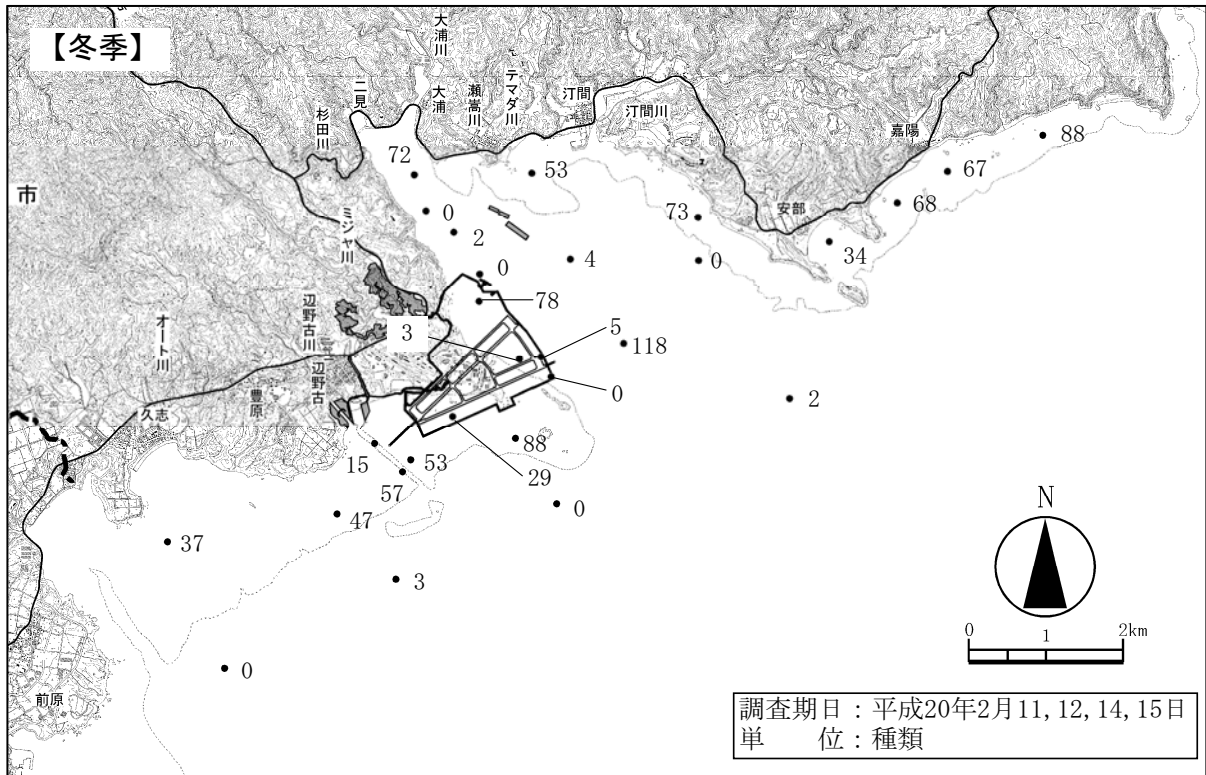 【冬季】
大浦川
大浦
瀬嵩川
テマダ川
汀間
汀間川
二見
杉田川
嘉陽
安部
市
ミジャ川
辺野古川
辺野古
オート川
豊原
久志
前原
88
67
68
34
72
53
73
0
2
4
0
0
78
3
5
118
0
2
88
29
15
53
57
47
37
0
3
0
N
0 1 2km
調査期日：平成20年2月11,12,14,15日
単 位：種類